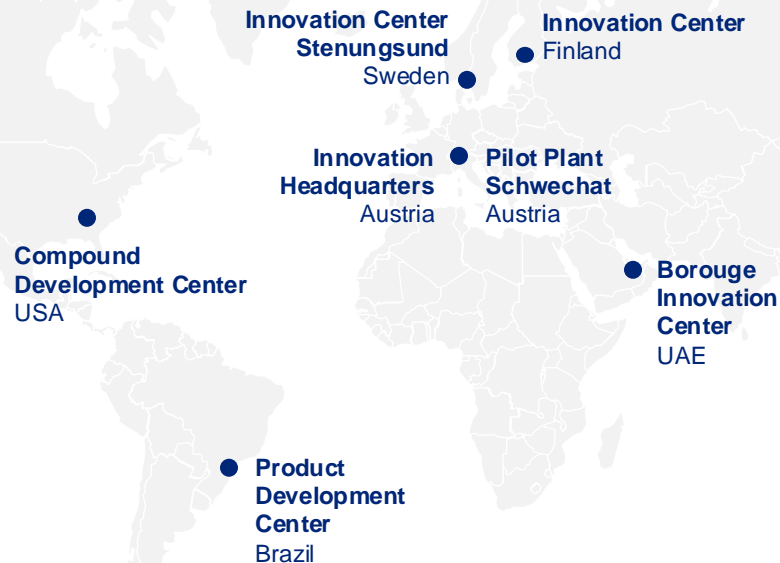 Innovation Center
Stenungsund
Sweden
Innovation Center
Finland
Innovation
Headquarters
Austria
Pilot Plant
Schwechat
Austria
Compound
Development Center
USA
Borouge
Innovation
Center
UAE
Product
Development
Center
Brazil